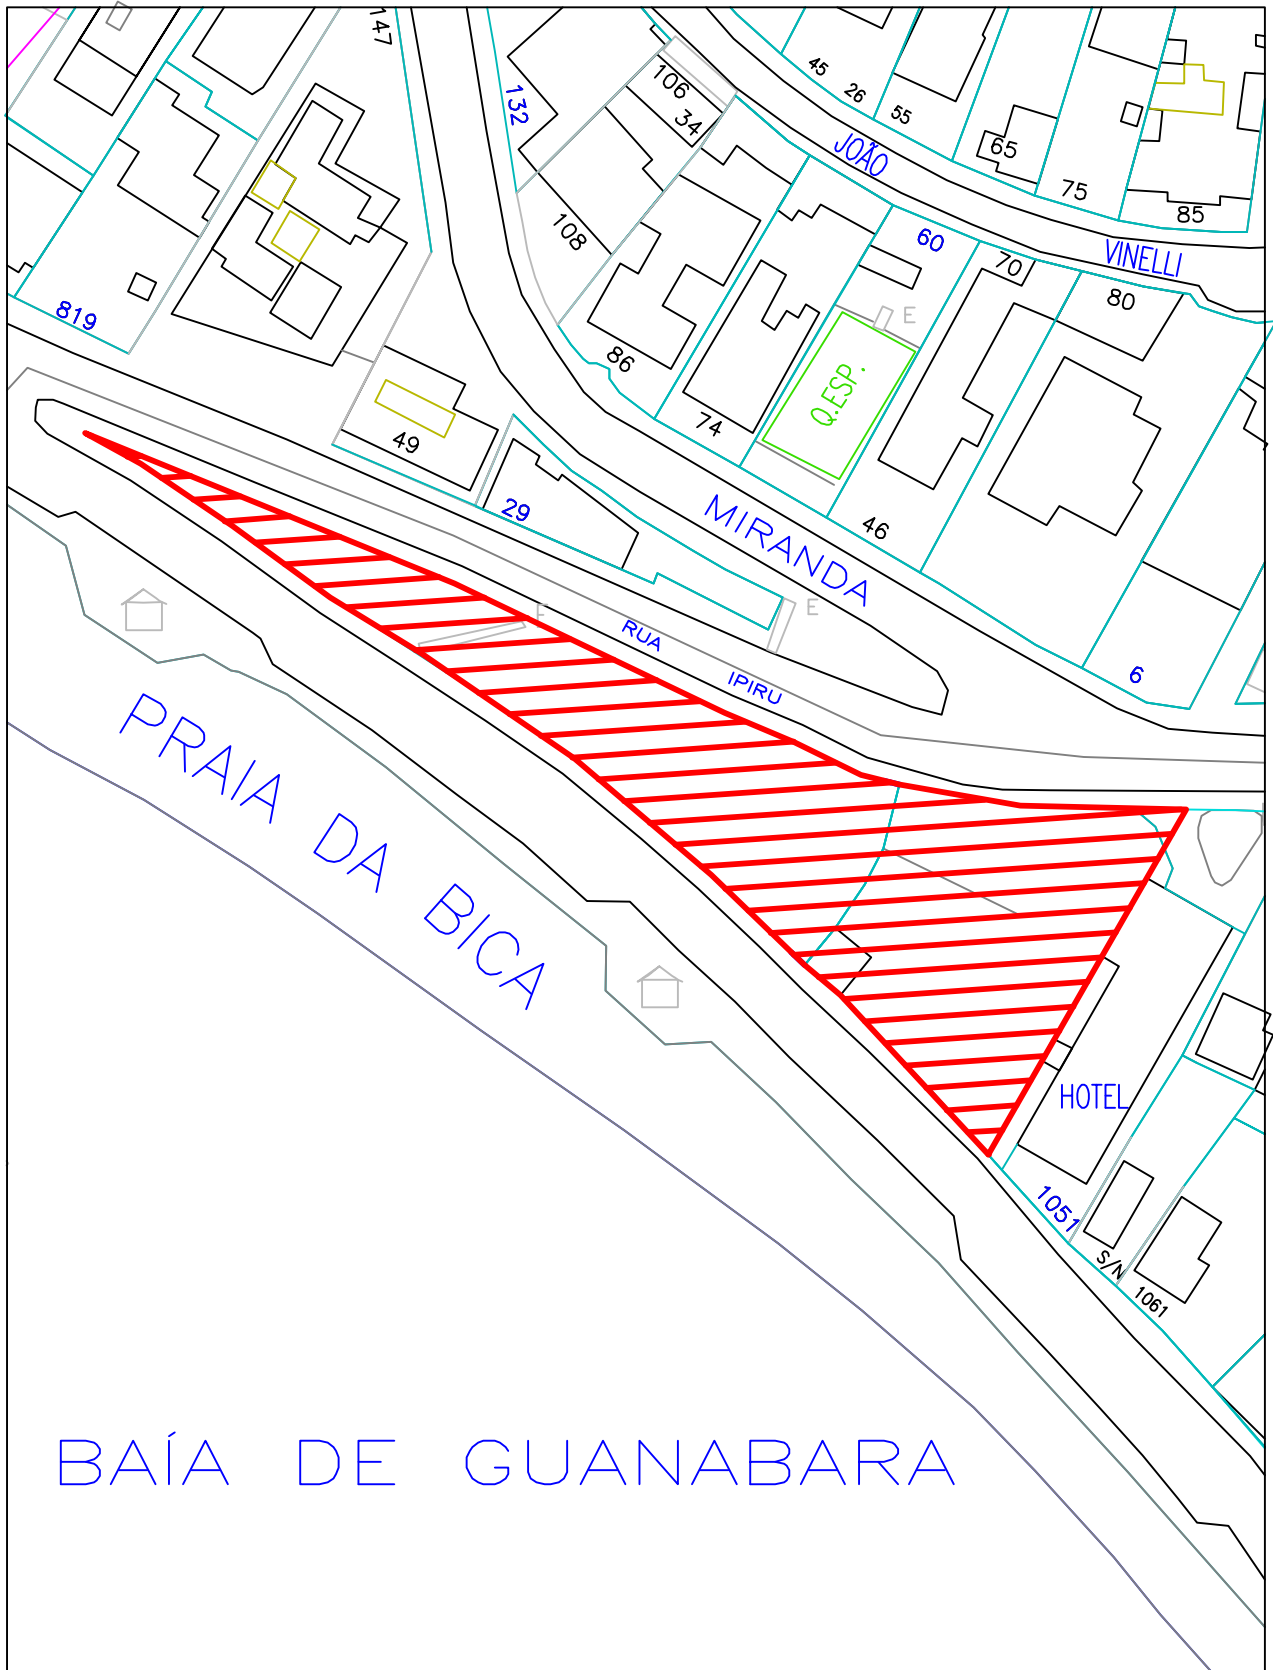 147
132
106
34
108
45
26
55
65
75
85
JOÃO
VINELLI
60
70
80
819
86
74
E
Q.ESP.
49
29
46
MIRANDA
E
E
RUA
IPIRU
6
PRAIA DA BICA
HOTEL
1051
S/N
1061
BAÍA DE GUANABARA